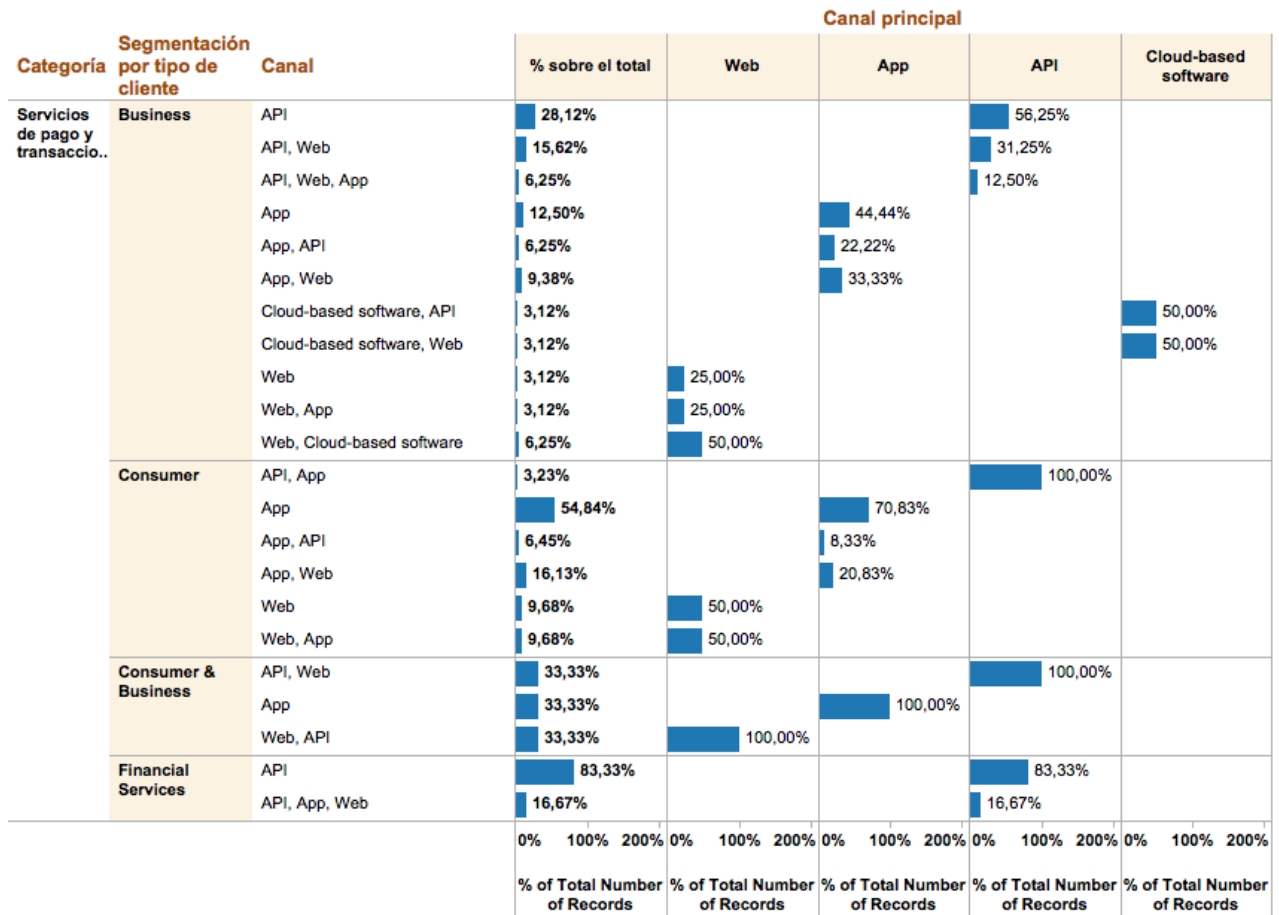 Canal principal
Categoría Segmentación por tipo de cliente Canal % sobre el total Web App API Cloud-based software
Servicios de pago y transaccio.. Business API 28,12% 56,25%
API, Web 15,62% 31,25%
API, Web, App 6,25% 12,50%
App 12,50% 44,44%
App, API 6,25% 22,22%
App, Web 9,38% 33,33%
Cloud-based software, API 3,12% 50,00%
Cloud-based software, Web 3,12% 50,00%
Web 3,12% 25,00%
Web, App 3,12% 25,00%
Web, Cloud-based software 6,25% 50,00%
Consumer API, App 3,23% 100,00%
App 54,84% 70,83%
App, API 6,45% 8,33%
App, Web 16,13% 20,83%
Web 9,68% 50,00%
Web, App 9,68% 50,00%
Consumer & Business API, Web 33,33% 100,00%
App 33,33% 100,00%
Web, API 33,33% 100,00%
Financial Services API 83,33% 83,33%
API, App, Web 16,67% 16,67%
0% 100% 200% 0% 100% 200% 0% 100% 200% 0% 100% 200% 0% 100% 200%
% of Total Number of Records % of Total Number of Records % of Total Number of Records % of Total Number of Records % of Total Number of Records